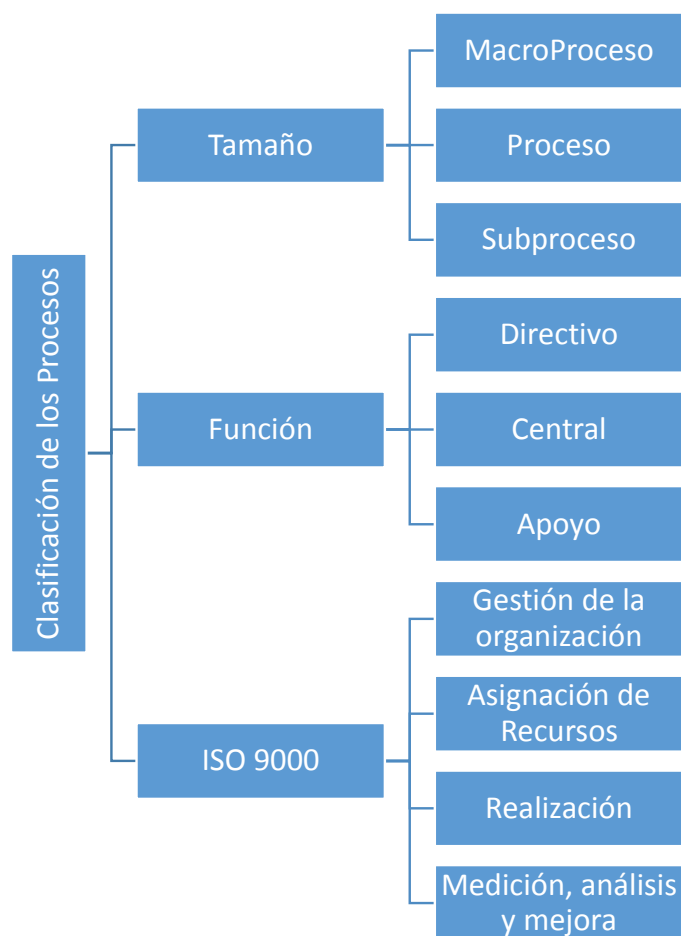 Clasificación de los Procesos
Tamaño
MacroProceso
Proceso
Subproceso
Función
Directivo
Central
Apoyo
ISO 9000
Gestión de la
organización
Asignación de
Recursos
Realización
Medición, análisis
y mejora